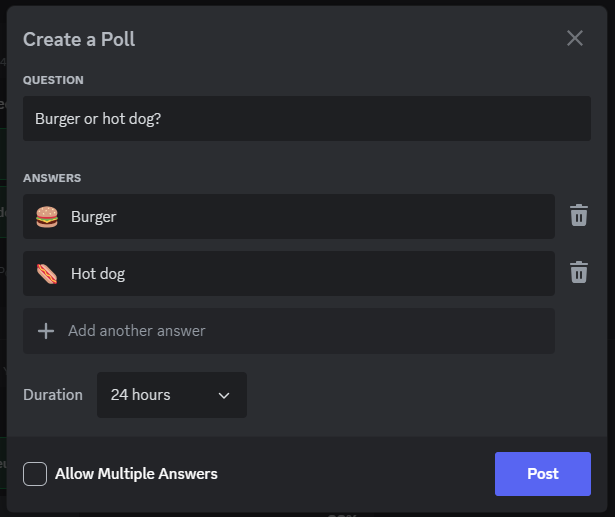 Create a Poll
QUESTION
Burger or hot dog?
ANSWERS
Burger
Hot dog
Add another answer
Duration 24 hours
Allow Multiple Answers Post